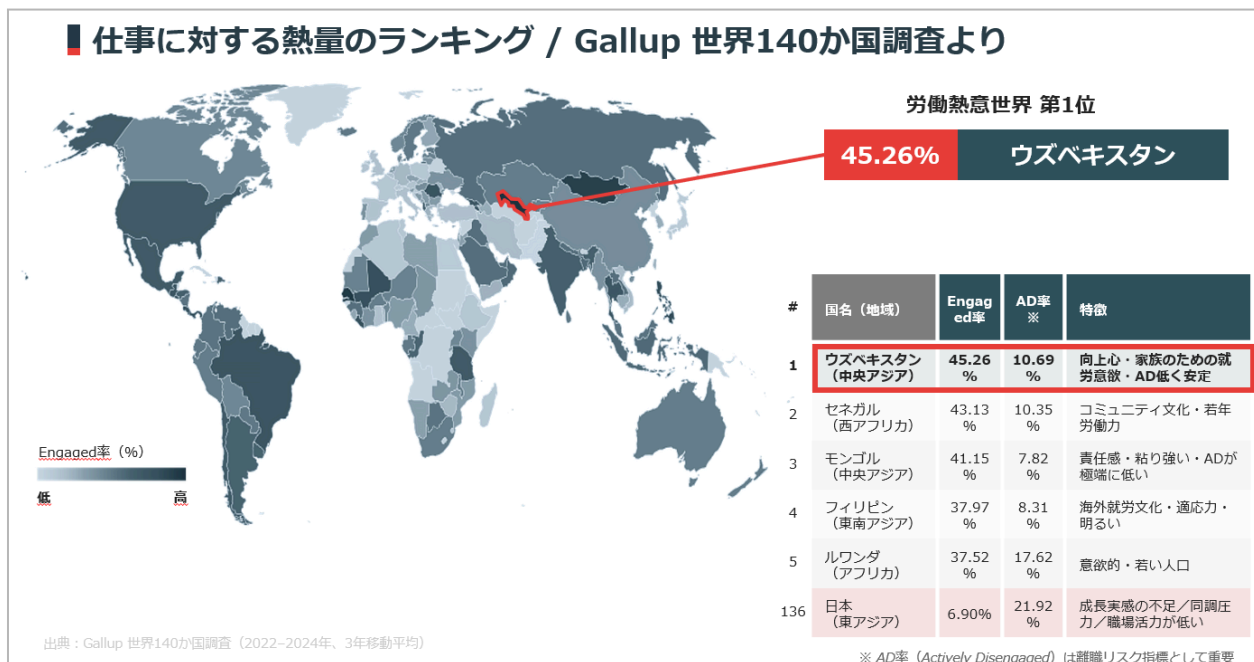 仕事に対する熱量のランキング / Gallup 世界140か国調査より
労働熱意世界 第1位
45.26% ウズベキスタン
Engaged率（%）
低 高
# 国名（地域） Engag
ed率 AD率
※ 特徴
1 ウズベキスタン
（中央アジア） 45.26
% 10.69
% 向上心・家族のための就
労意欲・AD低く安定
2 セネガル
（西アフリカ） 43.13
% 10.35
% コミュニティ文化・若年
労働力
3 モンゴル
（中央アジア） 41.15
% 7.82
% 責任感・粘り強い・ADが
極端に低い
4 フィリピン
（東南アジア） 37.97
% 8.31
% 海外就労文化・適応力・
明るい
5 ルワンダ
（アフリカ） 37.52
% 17.62
% 意欲的・若い人口
136 日本
（東アジア） 6.90% 21.92
% 成長実感の不足／同調圧
力／職場活力が低い
出典：Gallup 世界140か国調査（2022–2024年、3年移動平均）
※ AD率（Actively Disengaged）は離職リスク指標として重要